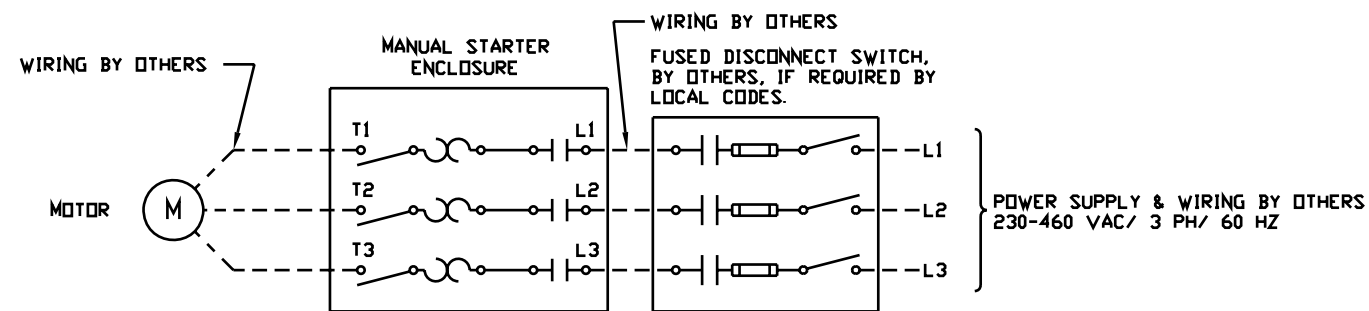 WIRING BY OTHERS
MANUAL STARTER
ENCLOSURE
WIRING BY OTHERS
FUSED DISCONNECT SWITCH,
BY OTHERS, IF REQUIRED BY
LOCAL CODES.
T1
L1
L1
T2
L2
L2
MOTOR
M
POWER SUPPLY & WIRING BY OTHERS
230-460 VAC/ 3 PH/ 60 HZ
T3
L3
L3